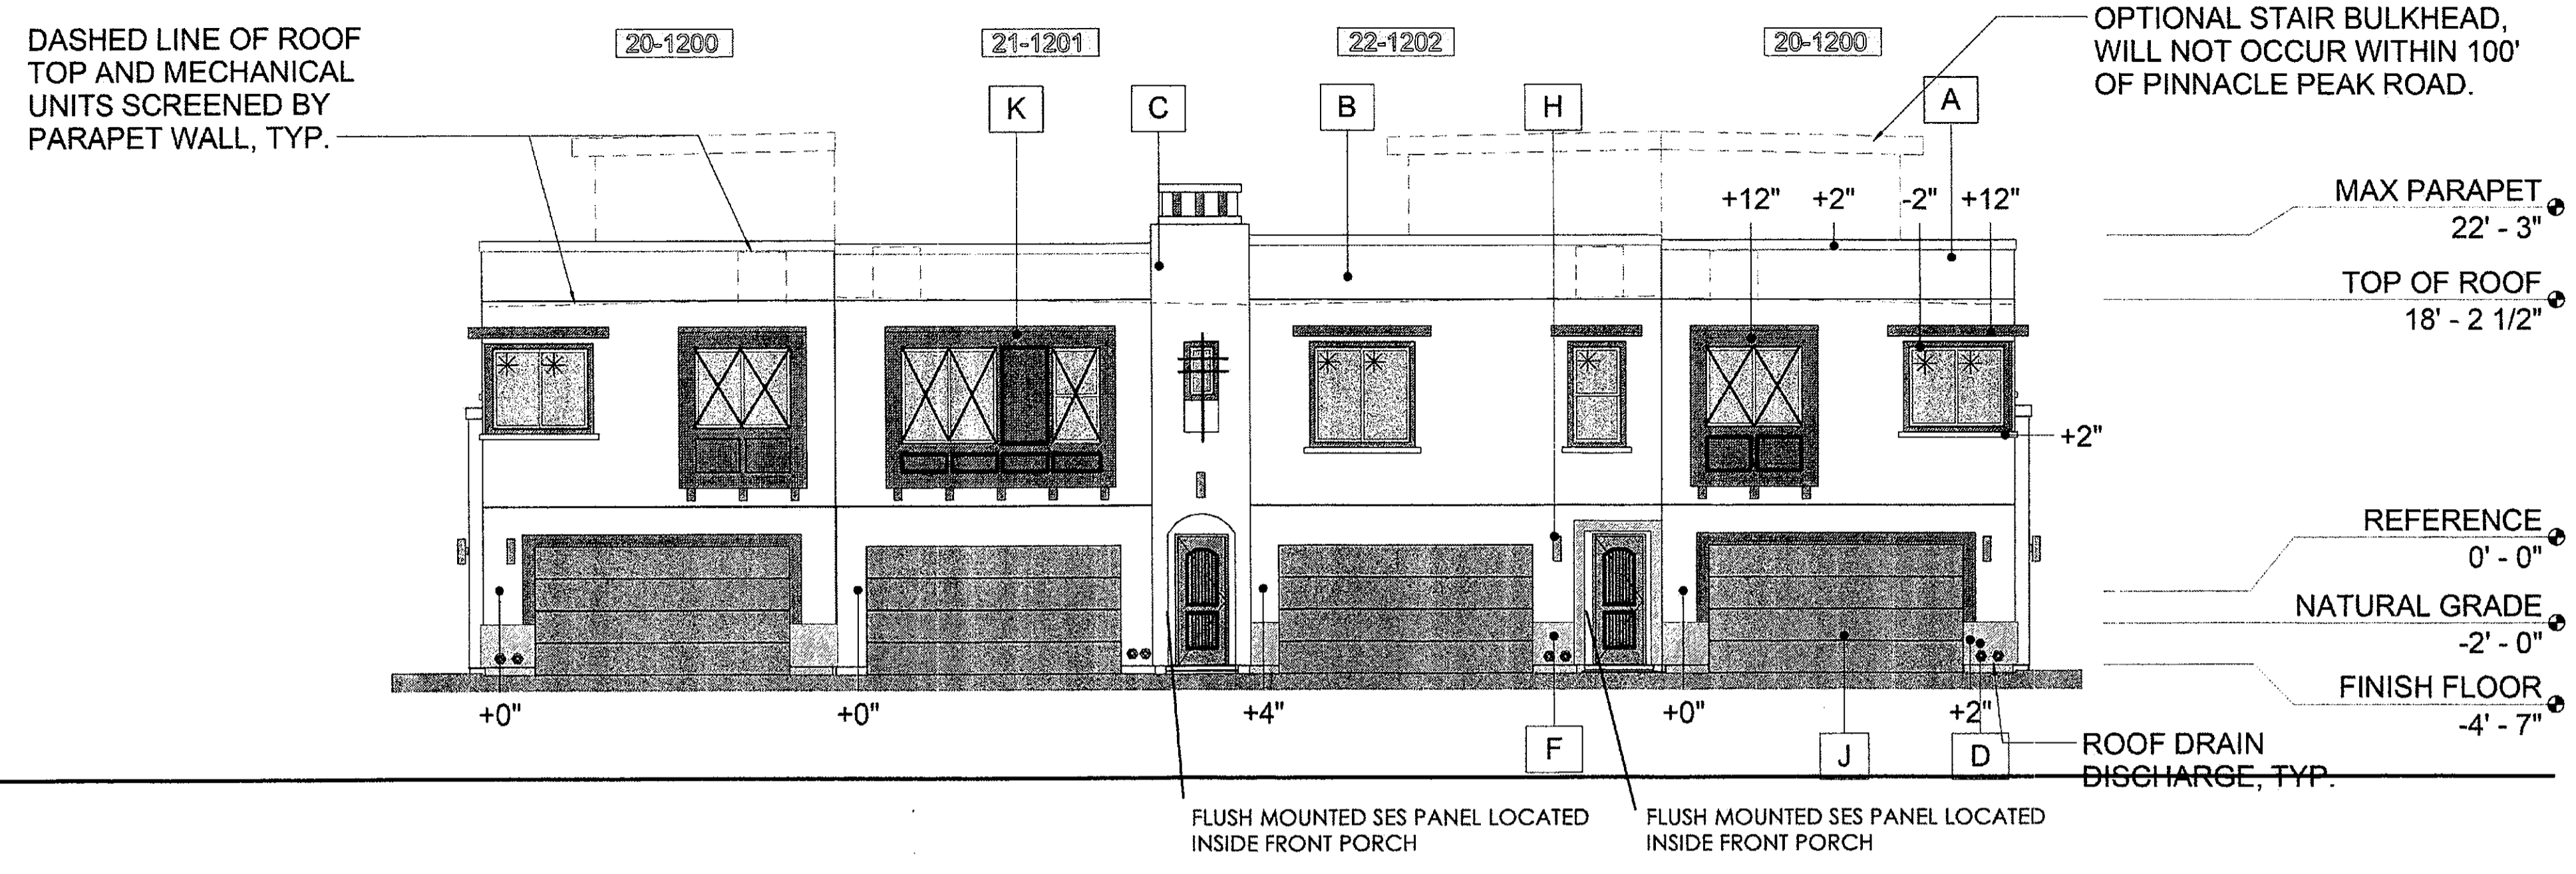 DASHED LINE OF ROOF
TOP AND MECHANICAL
UNITS SCREENED BY
PARAPET WALL, TYP.
20-1200
21-1201
22-1202
20-1200
OPTIONAL STAIR BULKHEAD,
WILL NOT OCCUR WITHIN 100'
OF PINNACLE PEAK ROAD.
K
C
B
H
A
+12"
+2"
-2"
+12"
MAX PARAPET
22' - 3"
TOP OF ROOF
18' - 2 1/2"
+2"
REFERENCE
0' - 0"
NATURAL GRADE
-2' - 0"
FINISH FLOOR
-4' - 7"
+0"
+0"
+4"
+0"
+2"
F
J
D
ROOF DRAIN
DISCHARGE, TYP.
FLUSH MOUNTED SES PANEL LOCATED
INSIDE FRONT PORCH
FLUSH MOUNTED SES PANEL LOCATED
INSIDE FRONT PORCH